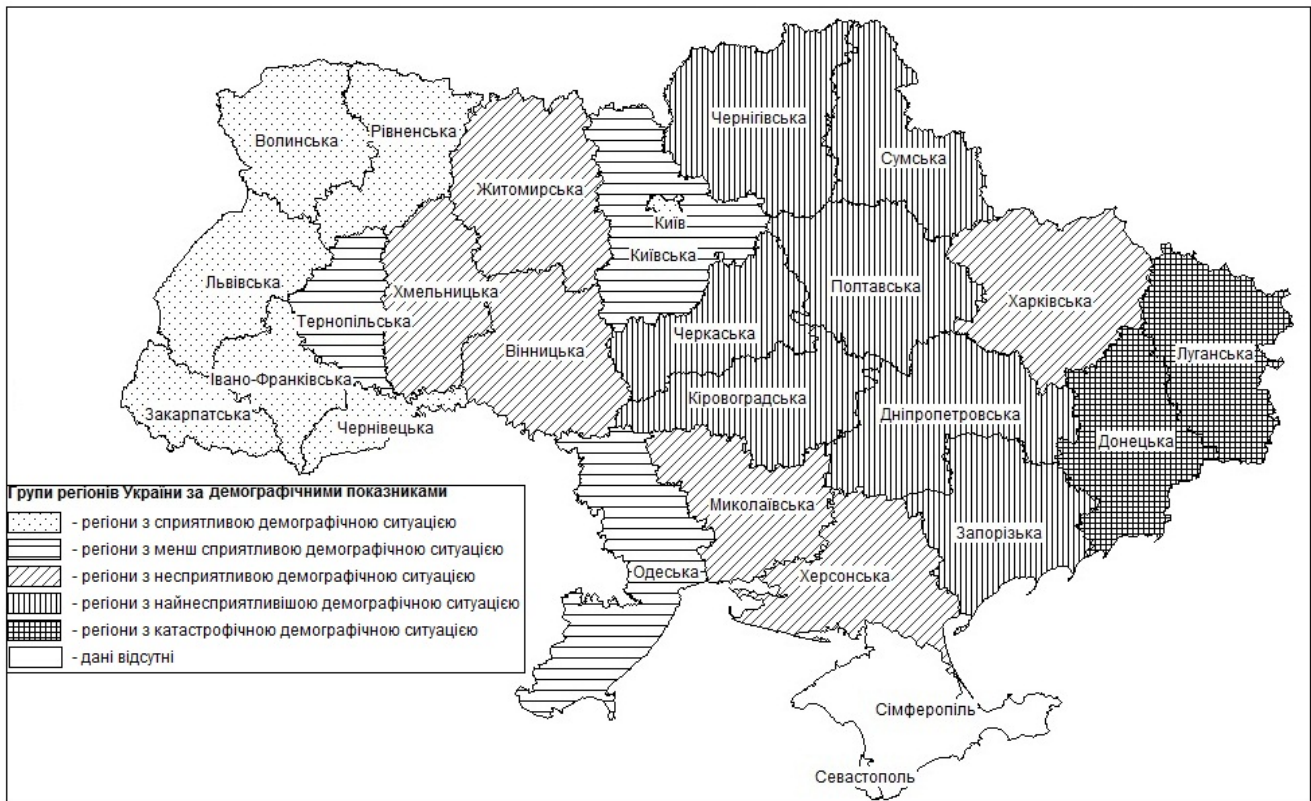 Чернігівська
Рівненська
Волинська
Сумська
Житомирська
Київ
Київська
Львівська
Хмельницька
Полтавська
Харківська
Тернопільська
Черкаська
Вінницька
Луганська
Івано-Франківська
Кіровоградська
Закарпатська
Дніпропетровська
Чернівецька
Донецька
Групи регіонів України за демографічними показниками
- регіони з сприятливою демографічною ситуацією
- регіони з менш сприятливою демографічною ситуацією
- регіони з несприятливою демографічною ситуацією
- регіони з найнесприятливішою демографічною ситуацією
- регіони з катастрофічною демографічною ситуацією
- дані відсутні
Миколаївська
Запорізька
Одеська
Херсонська
Сімферопіль
Севастополь